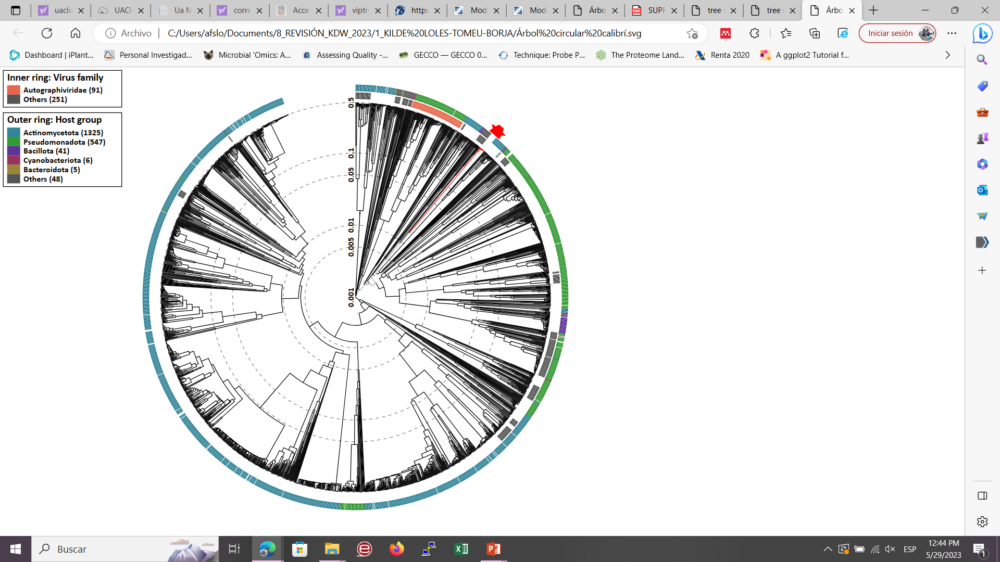 uaclo
UACI
Ua M
corre
Acce
viptre
https
Mod
Mod
Árbo
SUPP
tree
tree
Árbo
Archivo
C:/Users/afslo/Documents/8_REVISIÓN_KDW_2023/1_KILDE%20LOLES-TOMEU-BORJA/Árbol%20circular%20calibrí.svg
Iniciar sesión
Dashboard | iPlant...
Personal Investigad...
Microbial 'Omics: A...
Assessing Quality -...
GECCO — GECCO 0...
Technique: Probe P...
The Proteome Land...
Renta 2020
A ggplot2 Tutorial f...
Inner ring: Virus family
Autographiviridae (91)
Others (251)
Outer ring: Host group
Actinomycetota (1325)
Pseudomonadota (547)
Bacillota (41)
Cyanobacteriota (6)
Bacteroidota (5)
Others (48)
0.5
0.1
0.05
0.01
0.005
0.001
Buscar
ESP
12:44 PM
5/29/2023
1